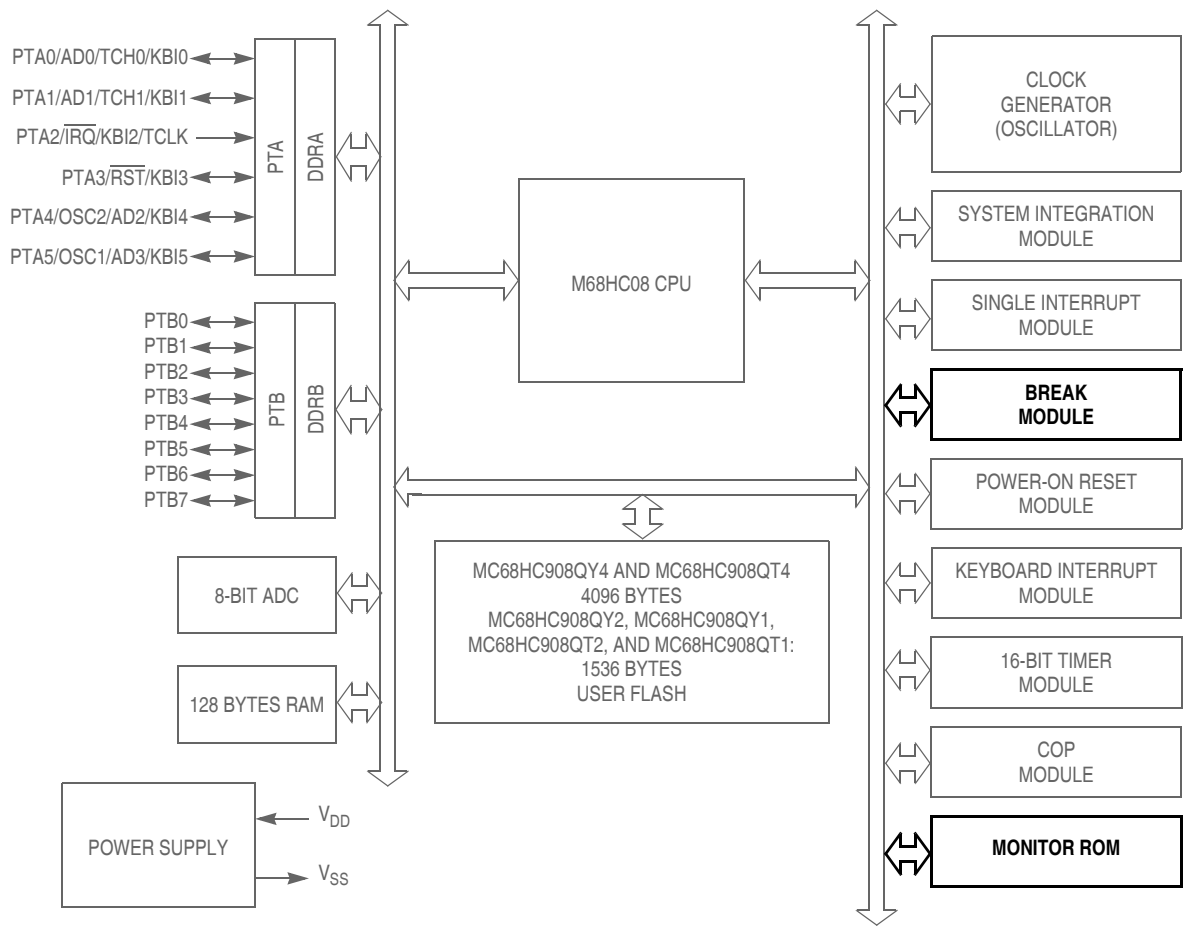 PTA0/AD0/TCH0/KBI0
PTA1/AD1/TCH1/KBI1
PTA2/IRQ/KBI2/TCLK
PTA3/RST/KBI3
PTA4/OSC2/AD2/KBI4
PTA5/OSC1/AD3/KBI5
PTA
DDRA
PTB0
PTB1
PTB2
PTB3
PTB4
PTB5
PTB6
PTB7
PTB
DDRB
8-BIT ADC
128 BYTES RAM
POWER SUPPLY
VDD
VSS
M68HC08 CPU
MC68HC908QY4 AND MC68HC908QT4
4096 BYTES
MC68HC908QY2, MC68HC908QY1,
MC68HC908QT2, AND MC68HC908QT1:
1536 BYTES
USER FLASH
CLOCK
GENERATOR
(OSCILLATOR)
SYSTEM INTEGRATION
MODULE
SINGLE INTERRUPT
MODULE
BREAK
MODULE
POWER-ON RESET
MODULE
KEYBOARD INTERRUPT
MODULE
16-BIT TIMER
MODULE
COP
MODULE
MONITOR ROM